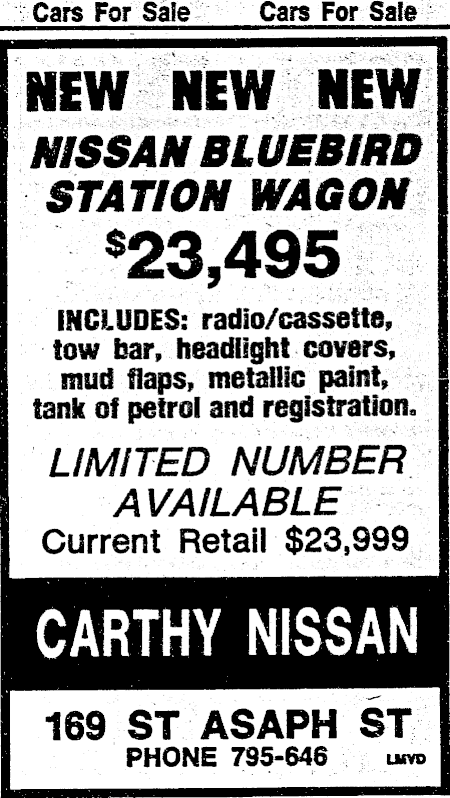 Cars For Sale Cars For Sale
NEW NEW NEW
NISSAN BLUEBIRD
STATION WAGON
$23,495
INCLUDES: radio/cassette,
tow bar, headlight covers,
mud flaps, metallic paint,
tank of petrol and registration.
LIMITED NUMBER
AVAILABLE
Current Retail $23,999
CARTHY NISSAN
169 ST ASAPH ST
PHONE 795-646 LMVD